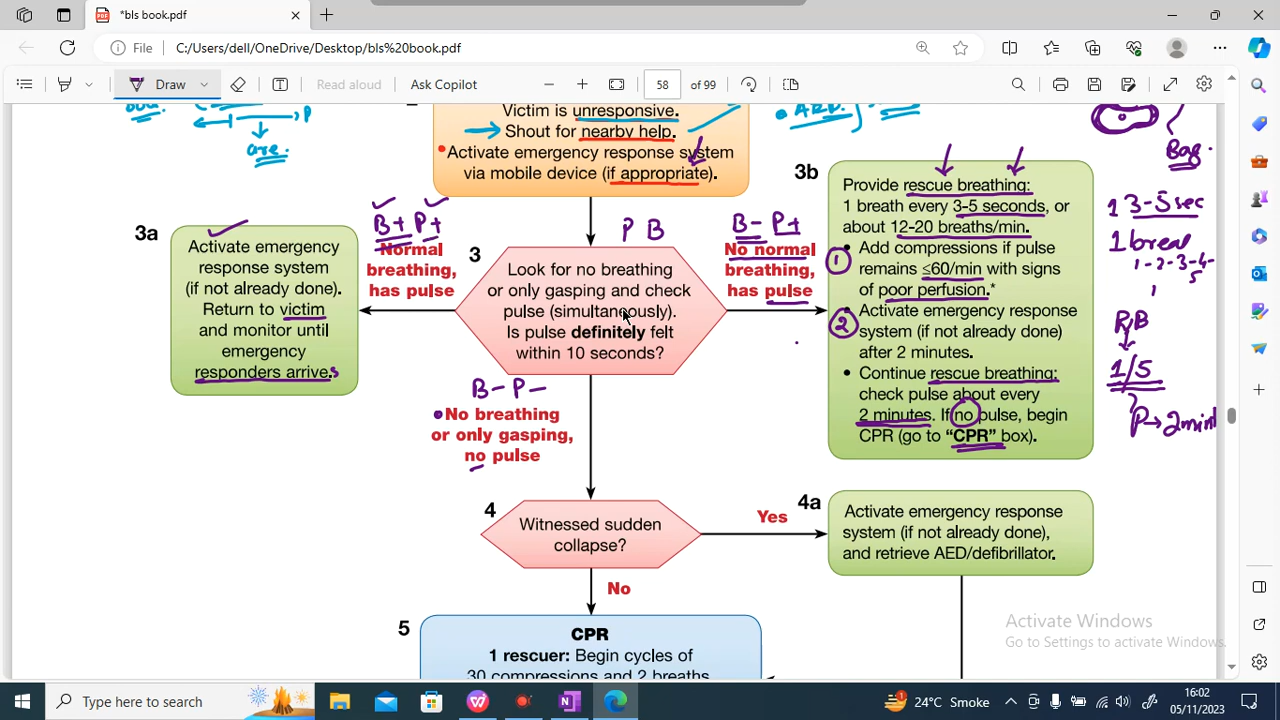 *bls book.pdf
File
C:/Users/dell/OneDrive/Desktop/bls%20book.pdf
Draw
Read aloud
Ask Copilot
58
of 99
Victim is unresponsive.
Shout for nearby help.
Activate emergency response system
via mobile device (if appropriate).
are
AED
Bag
3a
Activate emergency
response system
(if not already done).
Return to victim
and monitor until
emergency
responders arrive.s
B+ P+
Normal
breathing,
has pulse
P B
3
Look for no breathing
or only gasping and check
pulse (simultaneously).
Is pulse definitely felt
within 10 seconds?
B- P+
No normal
breathing,
has pulse
3b
Provide rescue breathing:
1 breath every 3-5 seconds, or
about 12-20 breaths/min.
1 • Add compressions if pulse
remains ≤60/min with signs
of poor perfusion.*
2 • Activate emergency response
system (if not already done)
after 2 minutes.
• Continue rescue breathing;
check pulse about every
2 minutes. If no pulse, begin
CPR (go to “CPR” box).
1 3-5 sec
1 brea
1-2-3-4-
5
1
R,B
1/5
P→2mint
B- P-
No breathing
or only gasping,
no pulse
4
Witnessed sudden
collapse?
Yes
No
4a
Activate emergency response
system (if not already done),
and retrieve AED/defibrillator.
5
CPR
1 rescuer: Begin cycles of
30 compressions and 2 breaths
Activate Windows
Go to Settings to activate Windows.
Type here to search
24°C Smoke
16:02
05/11/2023